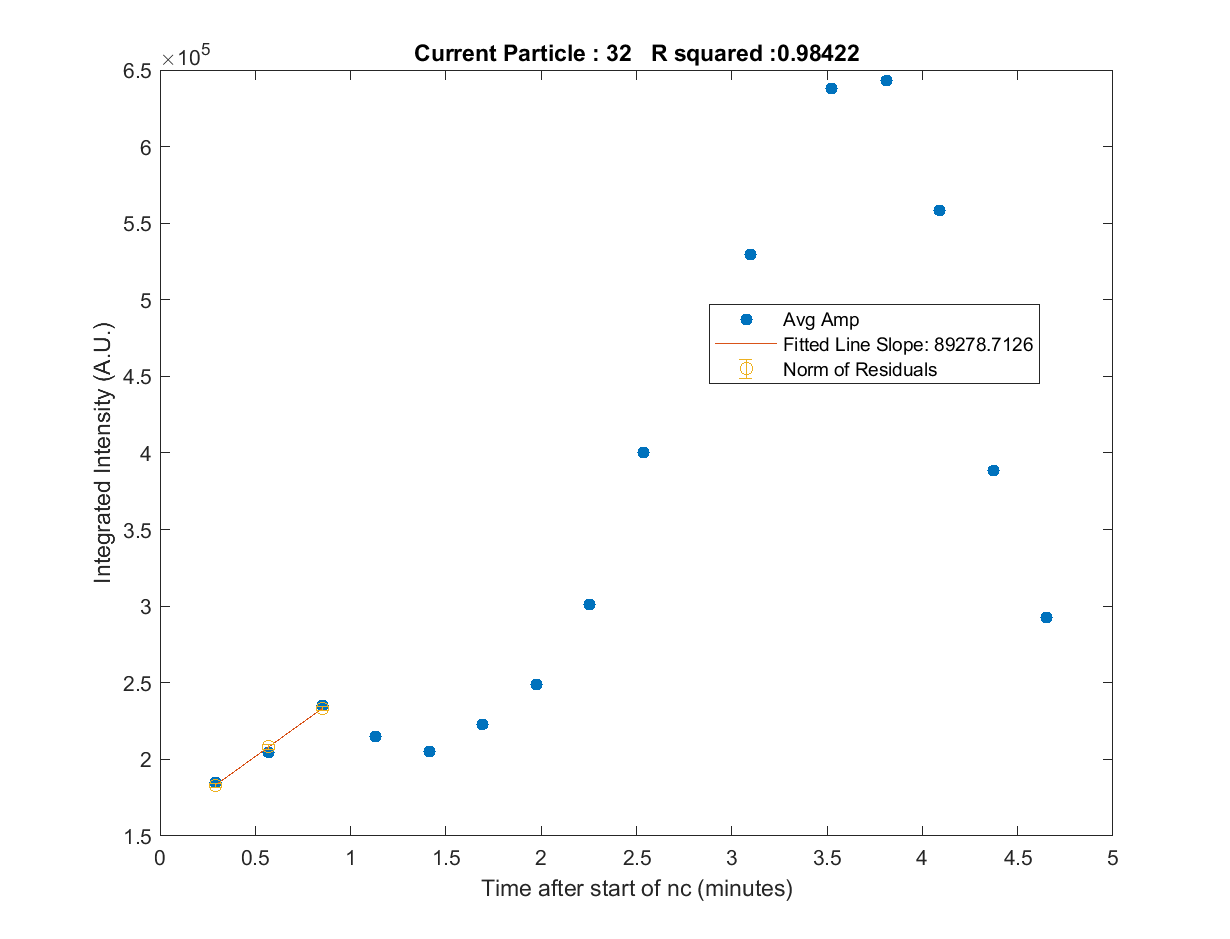 Current Particle : 32   R squared :0.98422
×10^5
6.5
6
5.5
5
4.5
4
3.5
3
2.5
2
1.5
Integrated Intensity (A.U.)
Avg Amp
Fitted Line Slope: 89278.7126
Norm of Residuals
0 0.5 1 1.5 2 2.5 3 3.5 4 4.5 5
Time after start of nc (minutes)